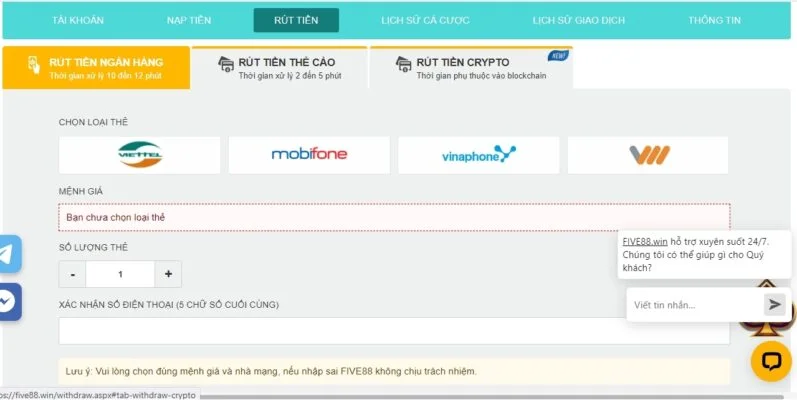 TÀI KHOẢN NẠP TIỀN RÚT TIỀN LỊCH SỬ CÁ CƯỢC LỊCH SỬ GIAO DỊCH THÔNG TIN
RÚT TIỀN NGÂN HÀNG
Thời gian xử lý 10 đến 12 phút
RÚT TIỀN THẺ CÀO
Thời gian xử lý 2 đến 5 phút
RÚT TIỀN CRYPTO
Thời gian phụ thuộc vào blockchain
NEW!
CHỌN LOẠI THẺ
VIETTEL
mobifone
vinaphone
MỆNH GIÁ
Bạn chưa chọn loại thẻ
SỐ LƯỢNG THẺ
- 1 +
XÁC NHẬN SỐ ĐIỆN THOẠI (5 CHỮ SỐ CUỐI CÙNG)
Lưu ý: Vui lòng chọn đúng mệnh giá và nhà mạng, nếu nhập sai FIVE88 không chịu trách nhiệm.
FIVE88.win hỗ trợ xuyên suốt 24/7.
Chúng tôi có thể giúp gì cho Quý
khách?
Viết tin nhắn...
ps://five88.win/withdraw.aspx#tab-withdraw-crypto